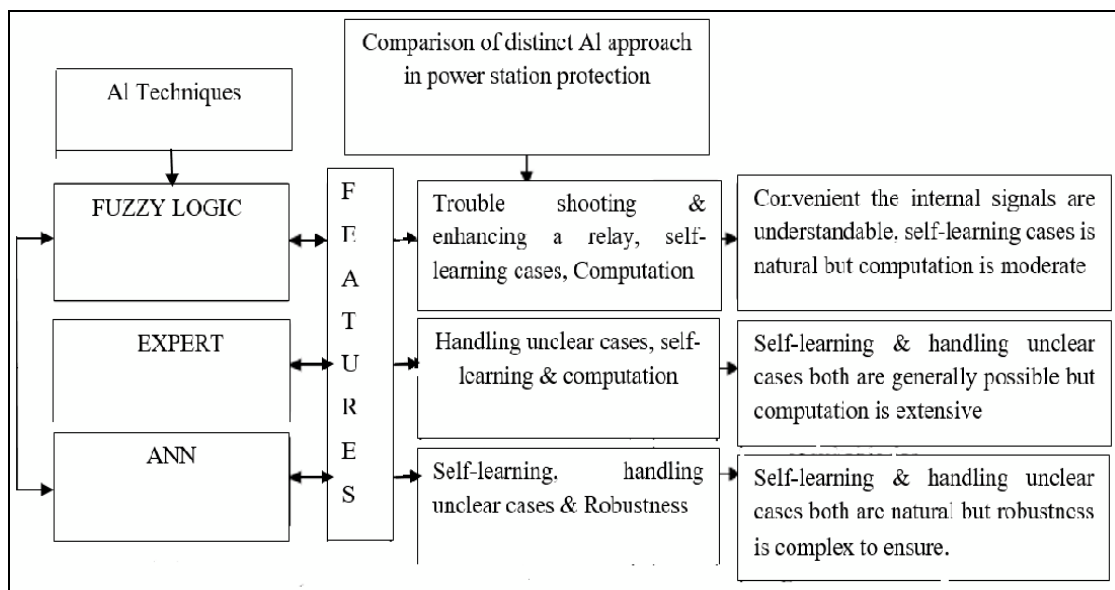 Comparison of distinct AI approach
in power station protection
AI Techniques
FUZZY LOGIC
EXPERT
ANN
F
E
A
T
U
R
E
S
Trouble shooting &
enhancing a relay, self-
learning cases, Computation
Convenient the internal signals are
understandable, self-learning cases is
natural but computation is moderate
Handling unclear cases, self-
learning & computation
Self-learning & handling unclear
cases both are generally possible but
computation is extensive
Self-learning, handling
unclear cases & Robustness
Self-learning & handling unclear
cases both are natural but robustness
is complex to ensure.